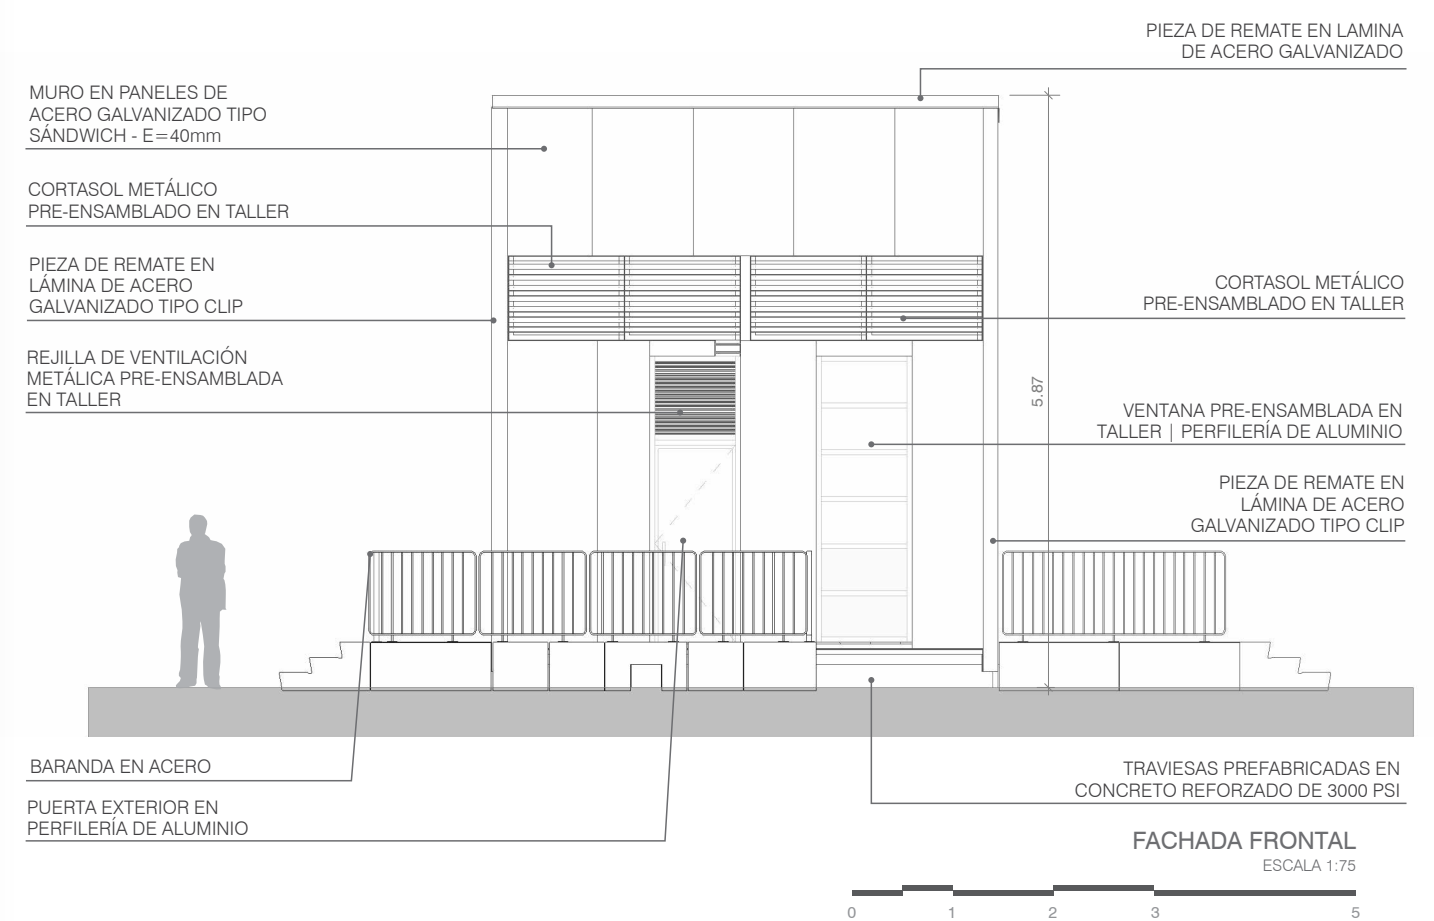 PIEZA DE REMATE EN LAMINA
DE ACERO GALVANIZADO
MURO EN PANELES DE
ACERO GALVANIZADO TIPO
SÁNDWICH - E=40mm
CORTASOL METÁLICO
PRE-ENSAMBLADO EN TALLER
PIEZA DE REMATE EN
LÁMINA DE ACERO
GALVANIZADO TIPO CLIP
REJILLA DE VENTILACIÓN
METÁLICA PRE-ENSAMBLADA
EN TALLER
CORTASOL METÁLICO
PRE-ENSAMBLADO EN TALLER
5.87
VENTANA PRE-ENSAMBLADA EN
TALLER | PERFILERÍA DE ALUMINIO
PIEZA DE REMATE EN
LÁMINA DE ACERO
GALVANIZADO TIPO CLIP
BARANDA EN ACERO
PUERTA EXTERIOR EN
PERFILERÍA DE ALUMINIO
TRAVIESAS PREFABRICADAS EN
CONCRETO REFORZADO DE 3000 PSI
FACHADA FRONTAL
ESCALA 1:75
0 1 2 3 5